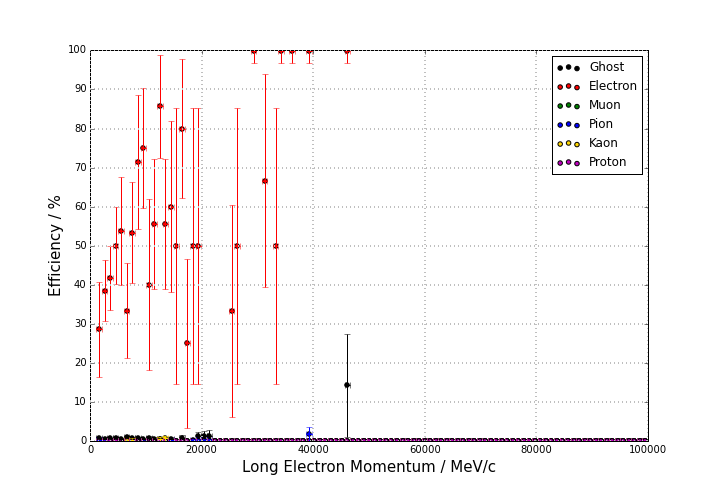 100
90
80
70
60
50
40
30
20
10
0
Efficiency / %
0 20000 40000 60000 80000 100000
Long Electron Momentum / MeV/c
Ghost
Electron
Muon
Pion
Kaon
Proton